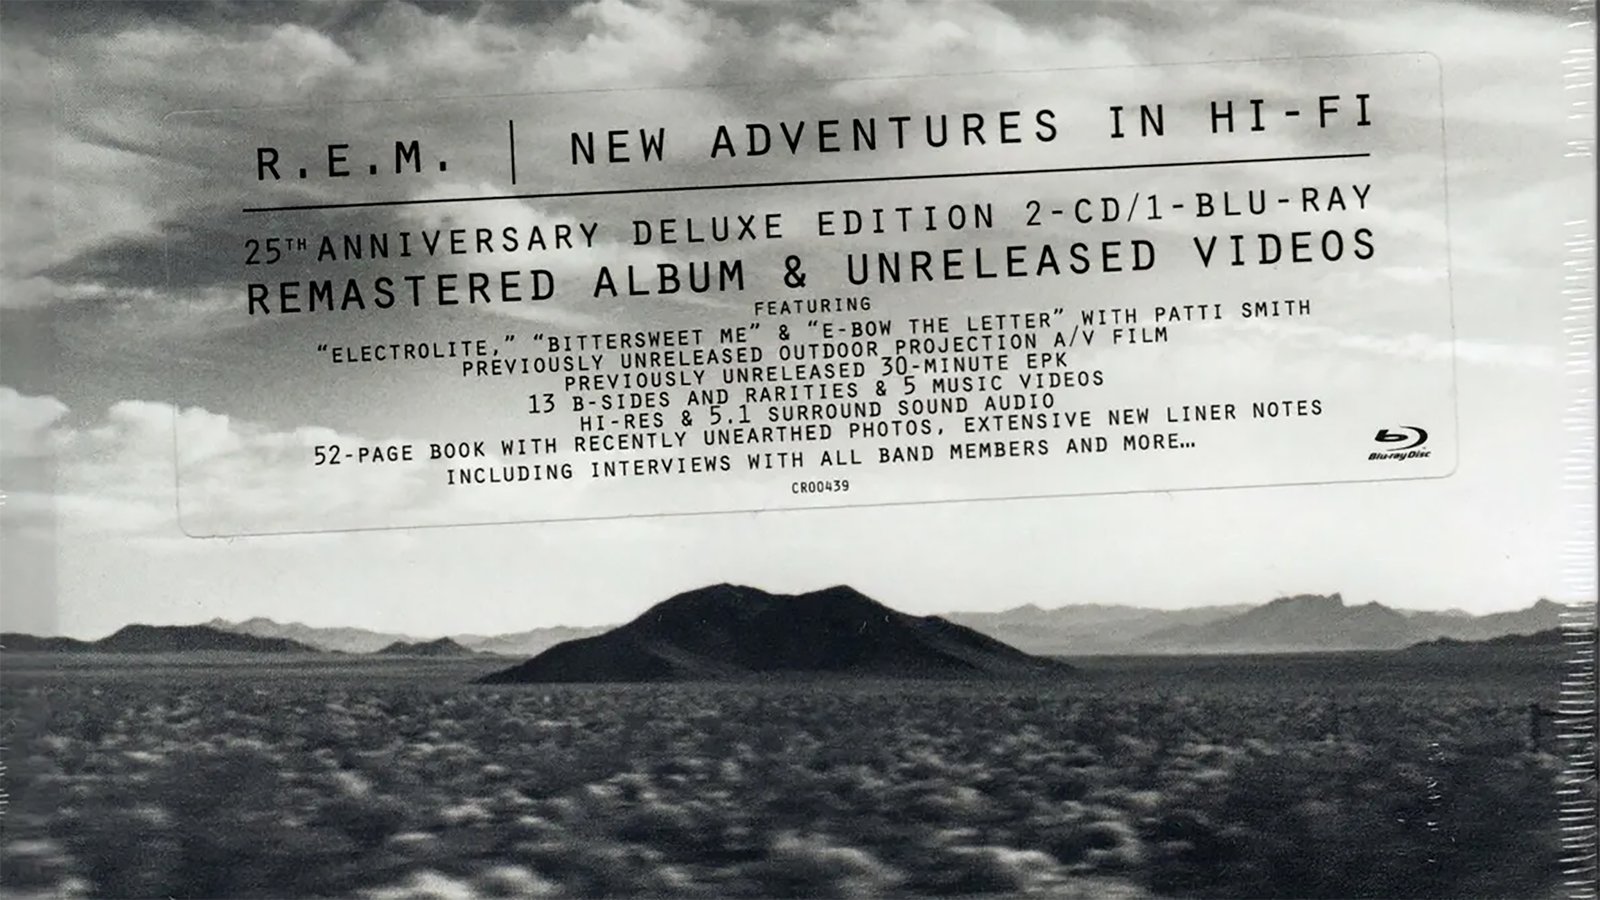 R.E.M. | NEW ADVENTURES IN HI-FI
25TH ANNIVERSARY DELUXE EDITION 2-CD/1-BLU-RAY
REMASTERED ALBUM & UNRELEASED VIDEOS
FEATURING
“ELECTROLITE,” “BITTERSWEET ME” & “E-BOW THE LETTER” WITH PATTI SMITH
PREVIOUSLY UNRELEASED OUTDOOR PROJECTION A/V FILM
PREVIOUSLY UNRELEASED 30-MINUTE EPK
13 B-SIDES AND RARITIES & 5 MUSIC VIDEOS
HI-RES & 5.1 SURROUND SOUND AUDIO
52-PAGE BOOK WITH RECENTLY UNEARTHED PHOTOS, EXTENSIVE NEW LINER NOTES
INCLUDING INTERVIEWS WITH ALL BAND MEMBERS AND MORE…
CR00439
Blu-ray Disc